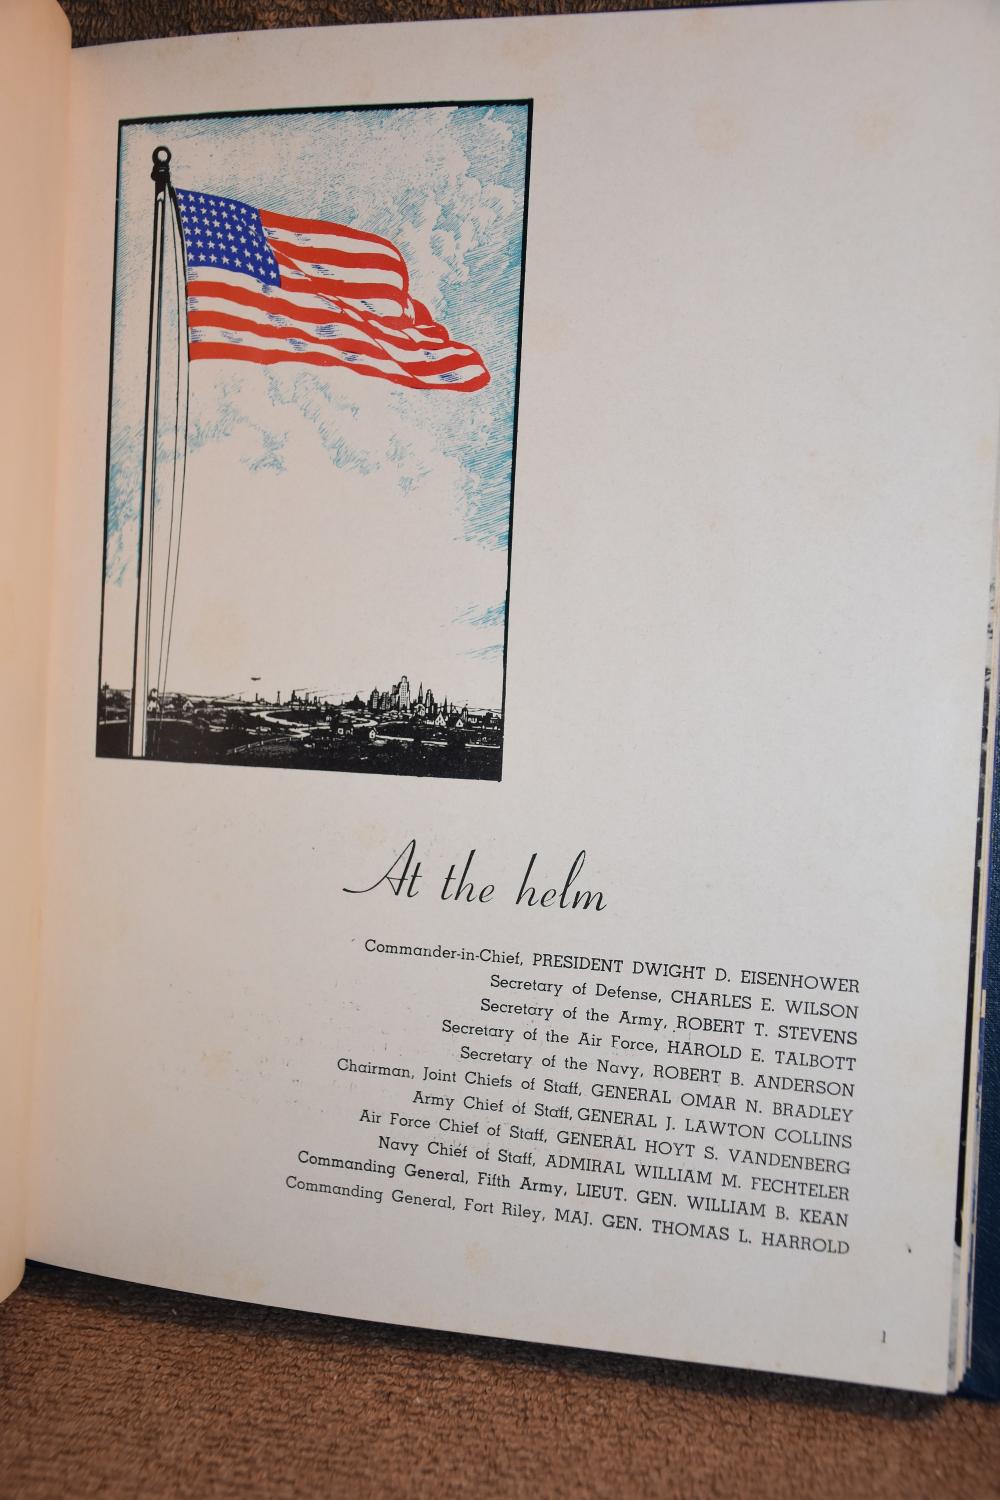 At the helm
Commander-in-Chief, PRESIDENT DWIGHT D. EISENHOWER
Secretary of Defense, CHARLES E. WILSON
Secretary of the Army, ROBERT T. STEVENS
Secretary of the Air Force, HAROLD E. TALBOTT
Secretary of the Navy, ROBERT B. ANDERSON
Chairman, Joint Chiefs of Staff, GENERAL OMAR N. BRADLEY
Army Chief of Staff, GENERAL J. LAWTON COLLINS
Air Force Chief of Staff, GENERAL HOYT S. VANDENBERG
Navy Chief of Staff, ADMIRAL WILLIAM M. FECHTELER
Commanding General, Fifth Army, LIEUT. GEN. WILLIAM B. KEAN
Commanding General, Fort Riley, MAJ. GEN. THOMAS L. HARROLD
1